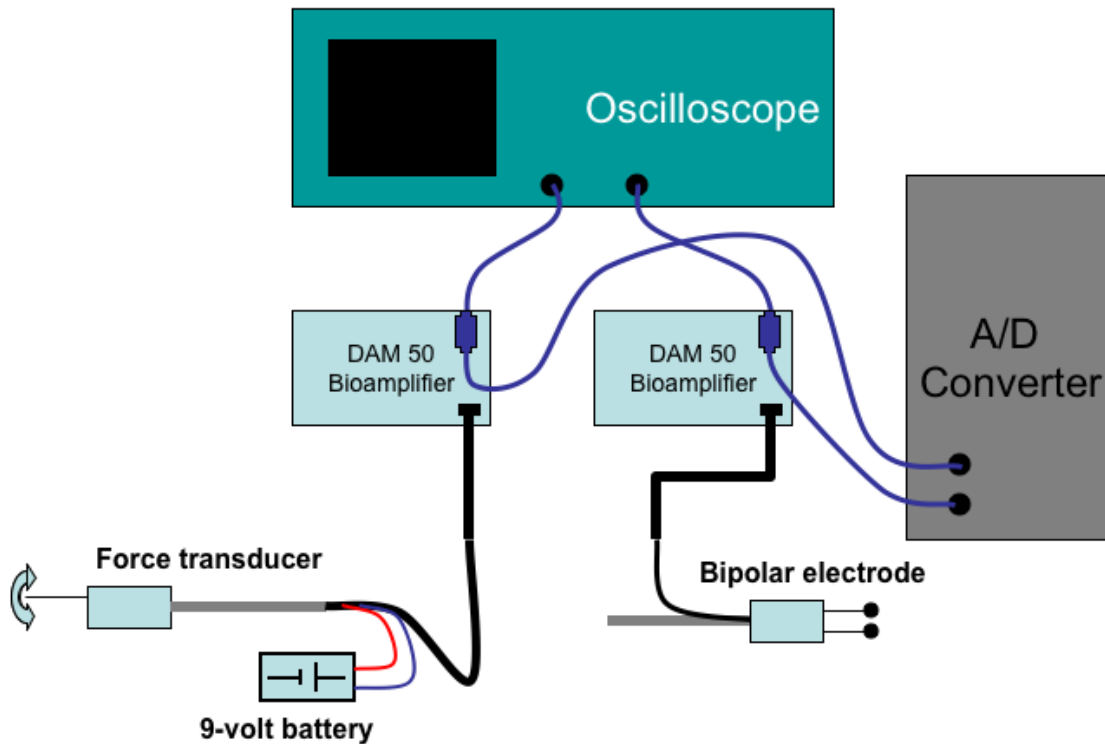 Oscilloscope
DAM 50
Bioamplifier
DAM 50
Bioamplifier
A/D
Converter
Force transducer
Bipolar electrode
9-volt battery